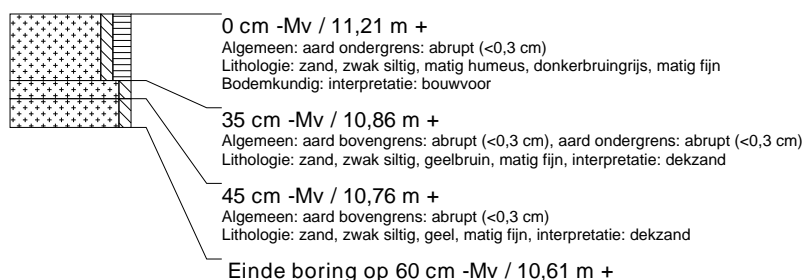 0 cm -Mv / 11,21 m +
Algemeen: aard ondergrens: abrupt (<0,3 cm)
Lithologie: zand, zwak siltig, matig humeus, donkerbruingrijs, matig fijn
Bodemkundig: interpretatie: bouwvoor
35 cm -Mv / 10,86 m +
Algemeen: aard bovengrens: abrupt (<0,3 cm), aard ondergrens: abrupt (<0,3 cm)
Lithologie: zand, zwak siltig, geelbruin, matig fijn, interpretatie: dekzand
45 cm -Mv / 10,76 m +
Algemeen: aard bovengrens: abrupt (<0,3 cm)
Lithologie: zand, zwak siltig, geel, matig fijn, interpretatie: dekzand
Einde boring op 60 cm -Mv / 10,61 m +